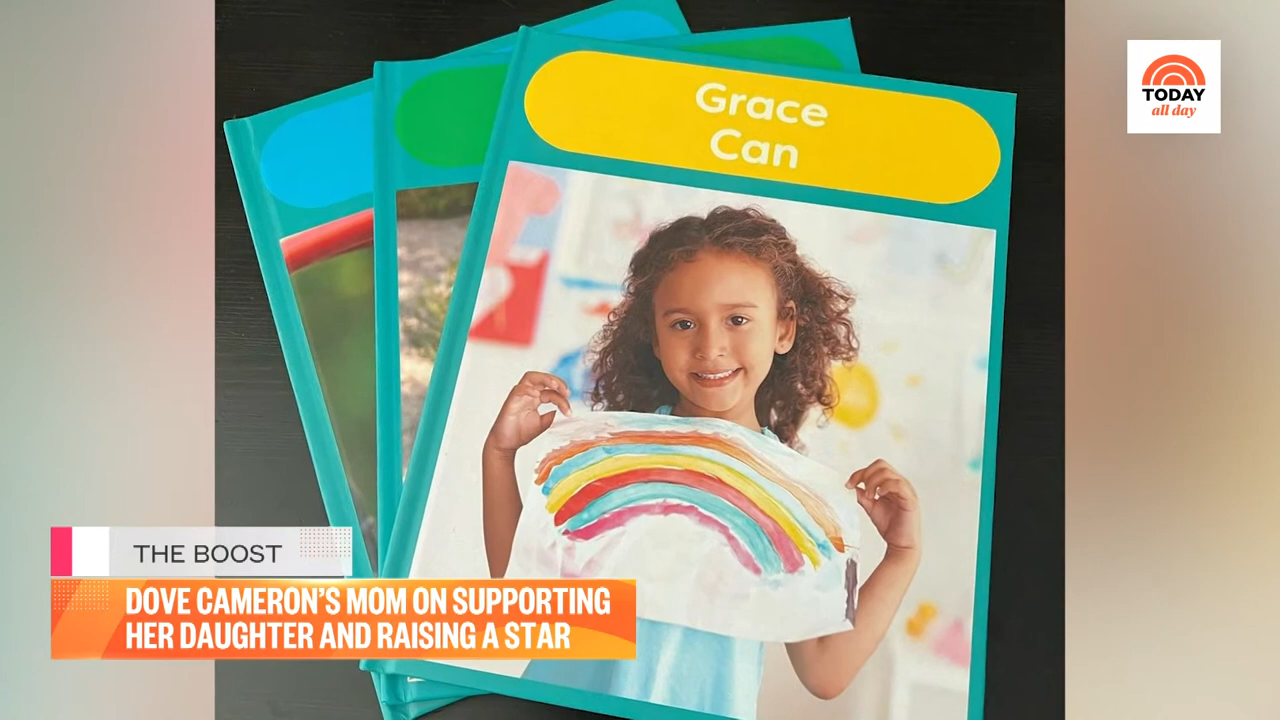 Grace
Can
TODAY
all day
THE BOOST
DOVE CAMERON'S MOM ON SUPPORTING
HER DAUGHTER AND RAISING A STAR